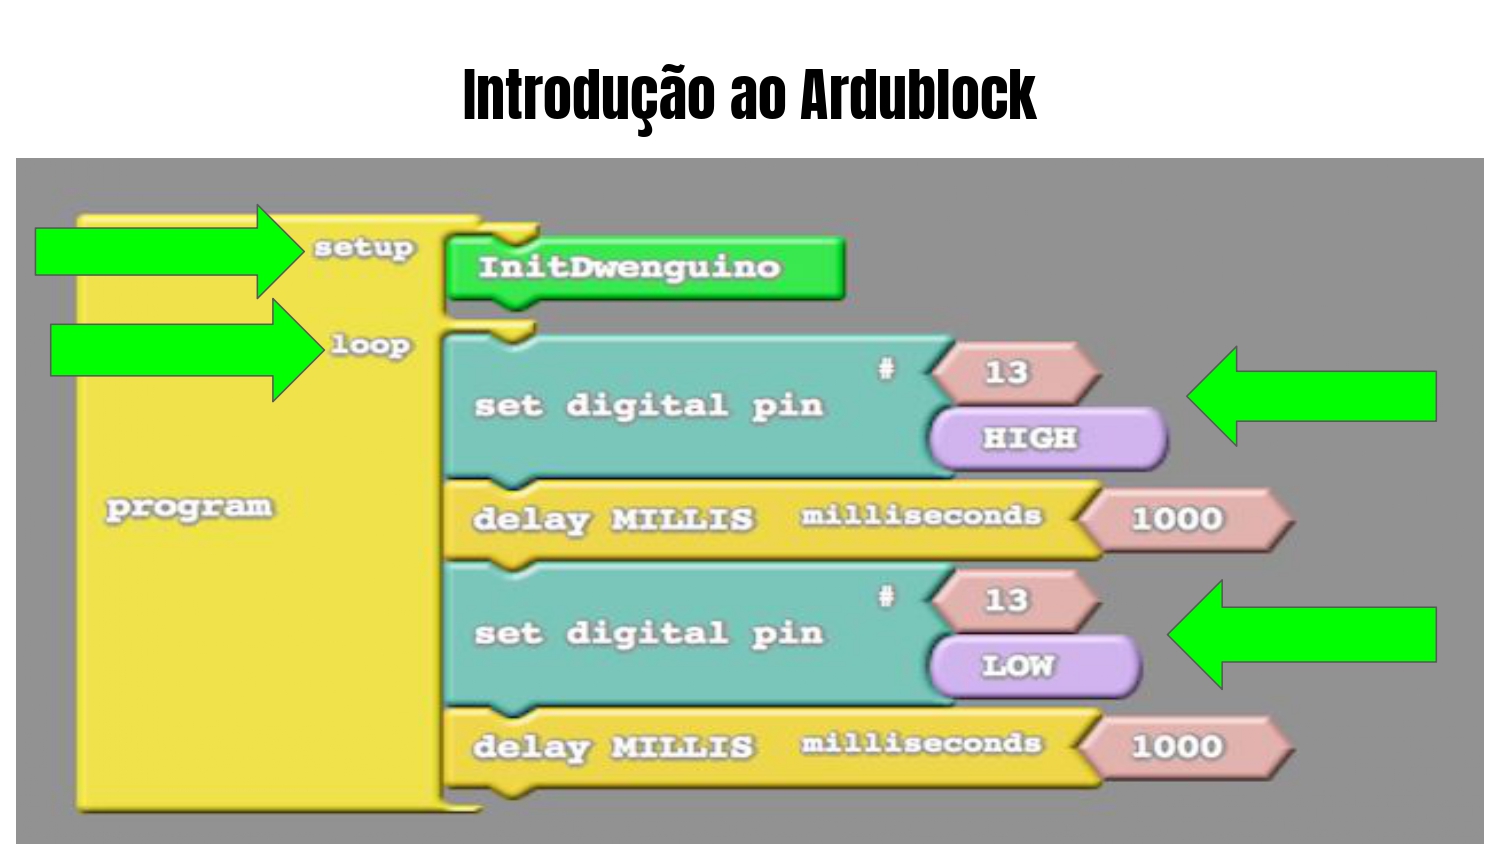 Introdução ao Ardublock
setup
InitDwenguino
loop
# 13
set digital pin
HIGH
program
delay MILLIS milliseconds 1000
# 13
set digital pin
LOW
delay MILLIS milliseconds 1000